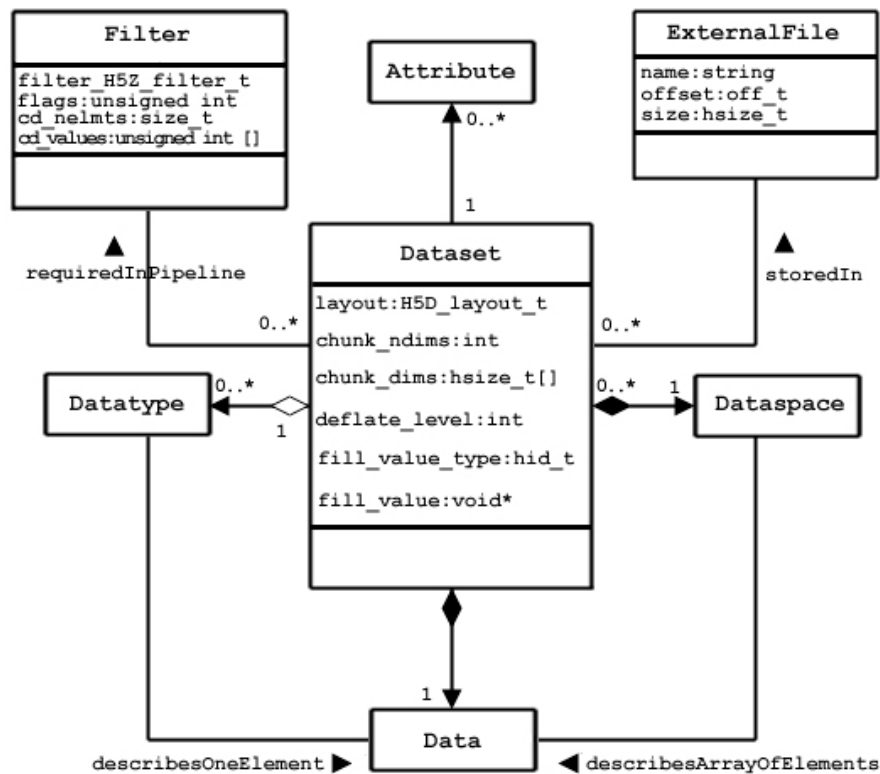 Filter
filter_H5Z_filter_t
flags:unsigned int
cd_nelmts:size_t
cd_values:unsigned int []
Attribute
0..*
1
ExternalFile
name:string
offset:off_t
size:hsize_t
requiredInPipeline
storedIn
0..*
0..*
Dataset
layout:H5D_layout_t
chunk_ndims:int
chunk_dims:hsize_t[]
deflate_level:int
fill_value_type:hid_t
fill_value:void*
Datatype
0..*
1
0..*
1
Dataspace
1
Data
describesOneElement
describesArrayOfElements